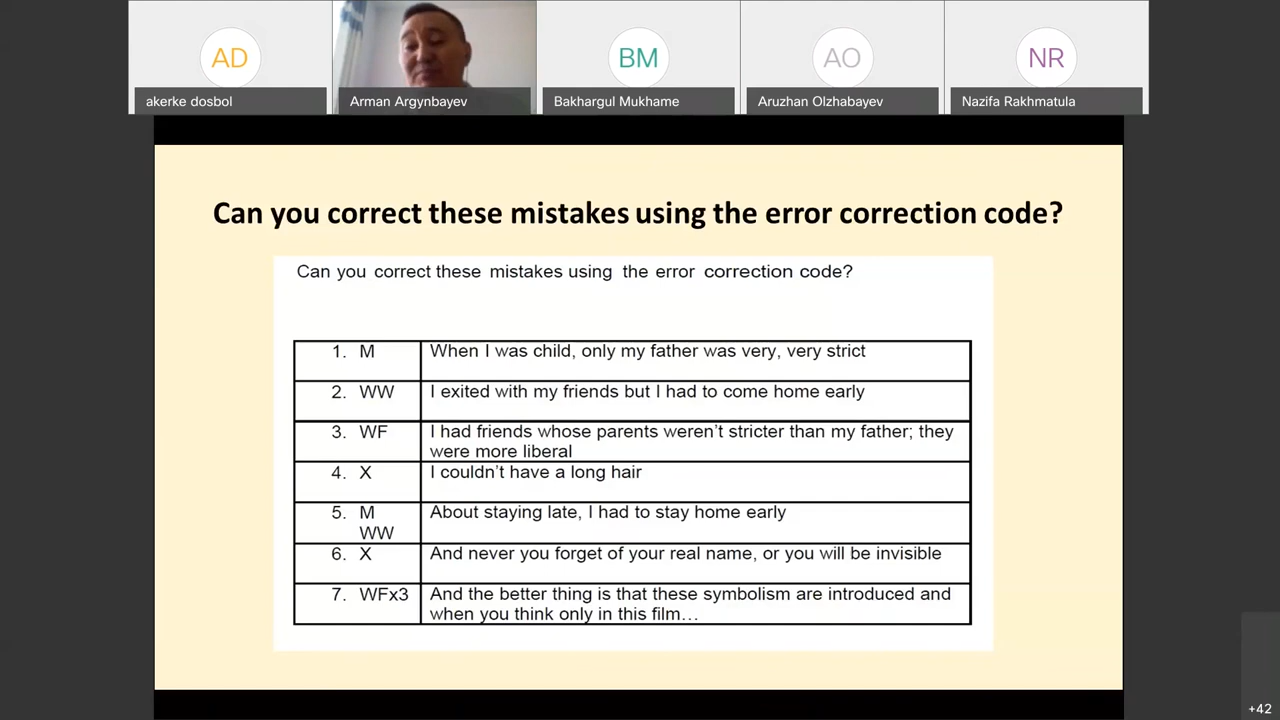 AD
BM
AO
NR
akerke dosbol
Arman Argynbayev
Bakhargul Mukhame
Aruzhan Olzhabayev
Nazifa Rakhmatula
Can you correct these mistakes using the error correction code?
Can you correct these mistakes using the error correction code?
1. M When I was child, only my father was very, very strict
2. WW I exited with my friends but I had to come home early
3. WF I had friends whose parents weren't stricter than my father; they
were more liberal
4. X I couldn't have a long hair
5. M About staying late, I had to stay home early
WW
6. X And never you forget of your real name, or you will be invisible
7. WFx3 And the better thing is that these symbolism are introduced and
when you think only in this film…
+42